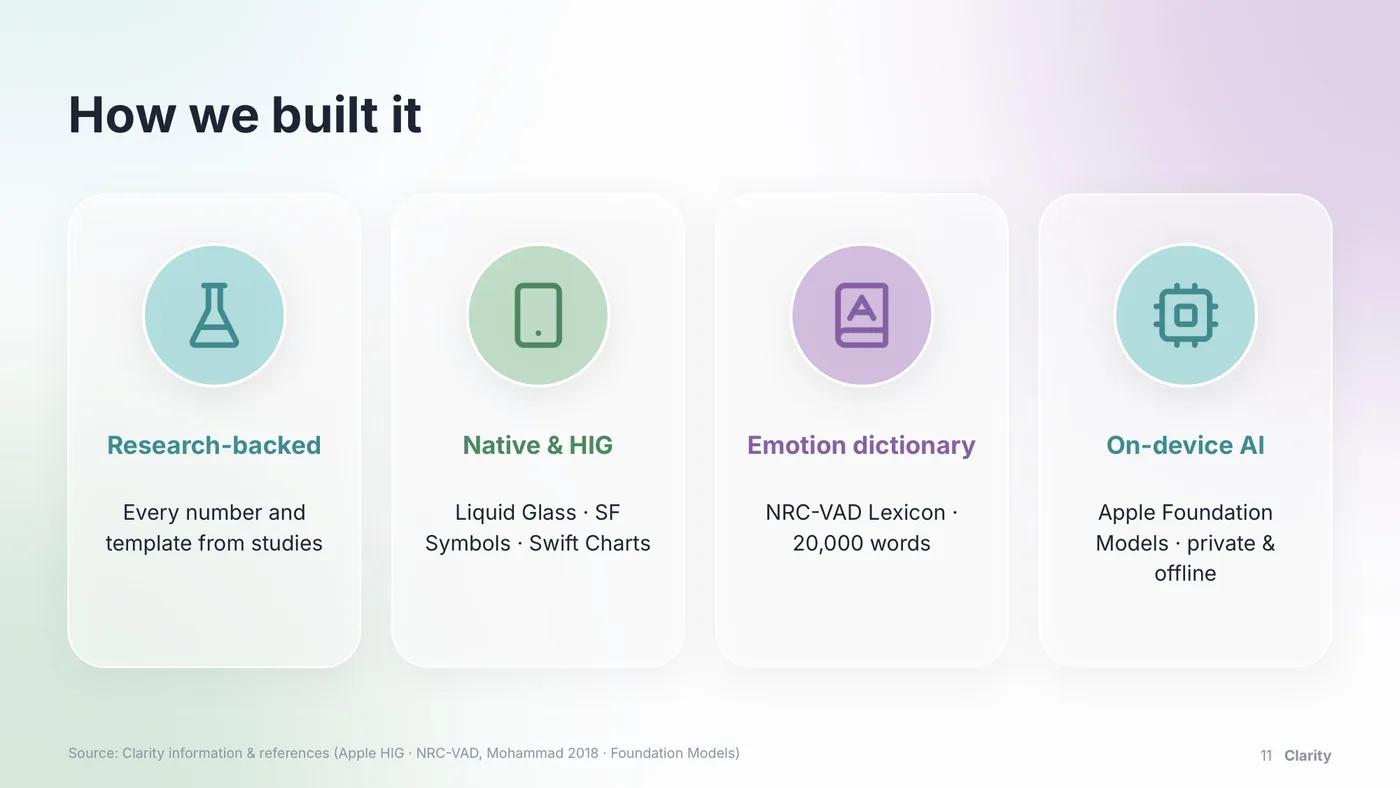 How we built it
Research-backed
Every number and
template from studies
Native & HIG
Liquid Glass · SF
Symbols · Swift Charts
Emotion dictionary
NRC-VAD Lexicon ·
20,000 words
On-device AI
Apple Foundation
Models · private &
offline
Source: Clarity information & references (Apple HIG · NRC-VAD, Mohammad 2018 · Foundation Models)
11 Clarity